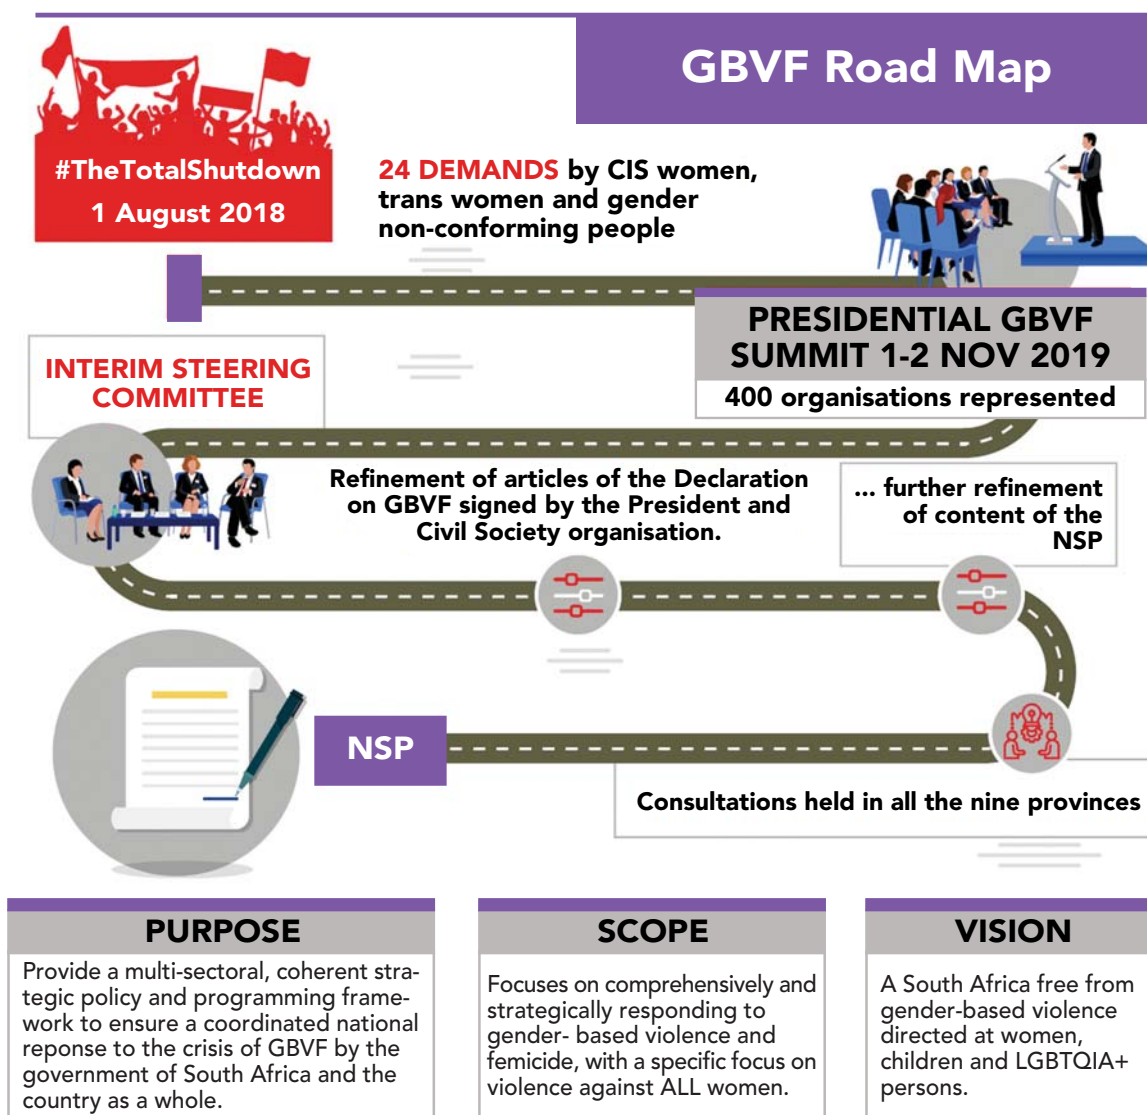 GBVF Road Map
#TheTotalShutdown
1 August 2018
24 DEMANDS by CIS women,
trans women and gender
non-conforming people
PRESIDENTIAL GBVF
SUMMIT 1-2 NOV 2019
400 organisations represented
INTERIM STEERING
COMMITTEE
Refinement of articles of the Declaration
on GBVF signed by the President and
Civil Society organisation.
... further refinement
of content of the
NSP
NSP
Consultations held in all the nine provinces
PURPOSE
Provide a multi-sectoral, coherent stra-
tegic policy and programming frame-
work to ensure a coordinated national
reponse to the crisis of GBVF by the
government of South Africa and the
country as a whole.
SCOPE
Focuses on comprehensively and
strategically responding to
gender- based violence and
femicide, with a specific focus on
violence against ALL women.
VISION
A South Africa free from
gender-based violence
directed at women,
children and LGBTQIA+
persons.